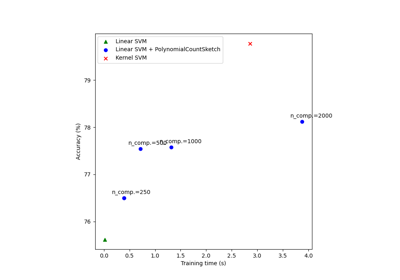 Linear SVM
Linear SVM + PolynomialCountSketch
Kernel SVM
79
78
77
76
Accuracy (%)
n_comp.=2000
n_comp.=1000
n_comp.=250
0.0 0.5 1.0 1.5 2.0 2.5 3.0 3.5 4.0
Training time (s)